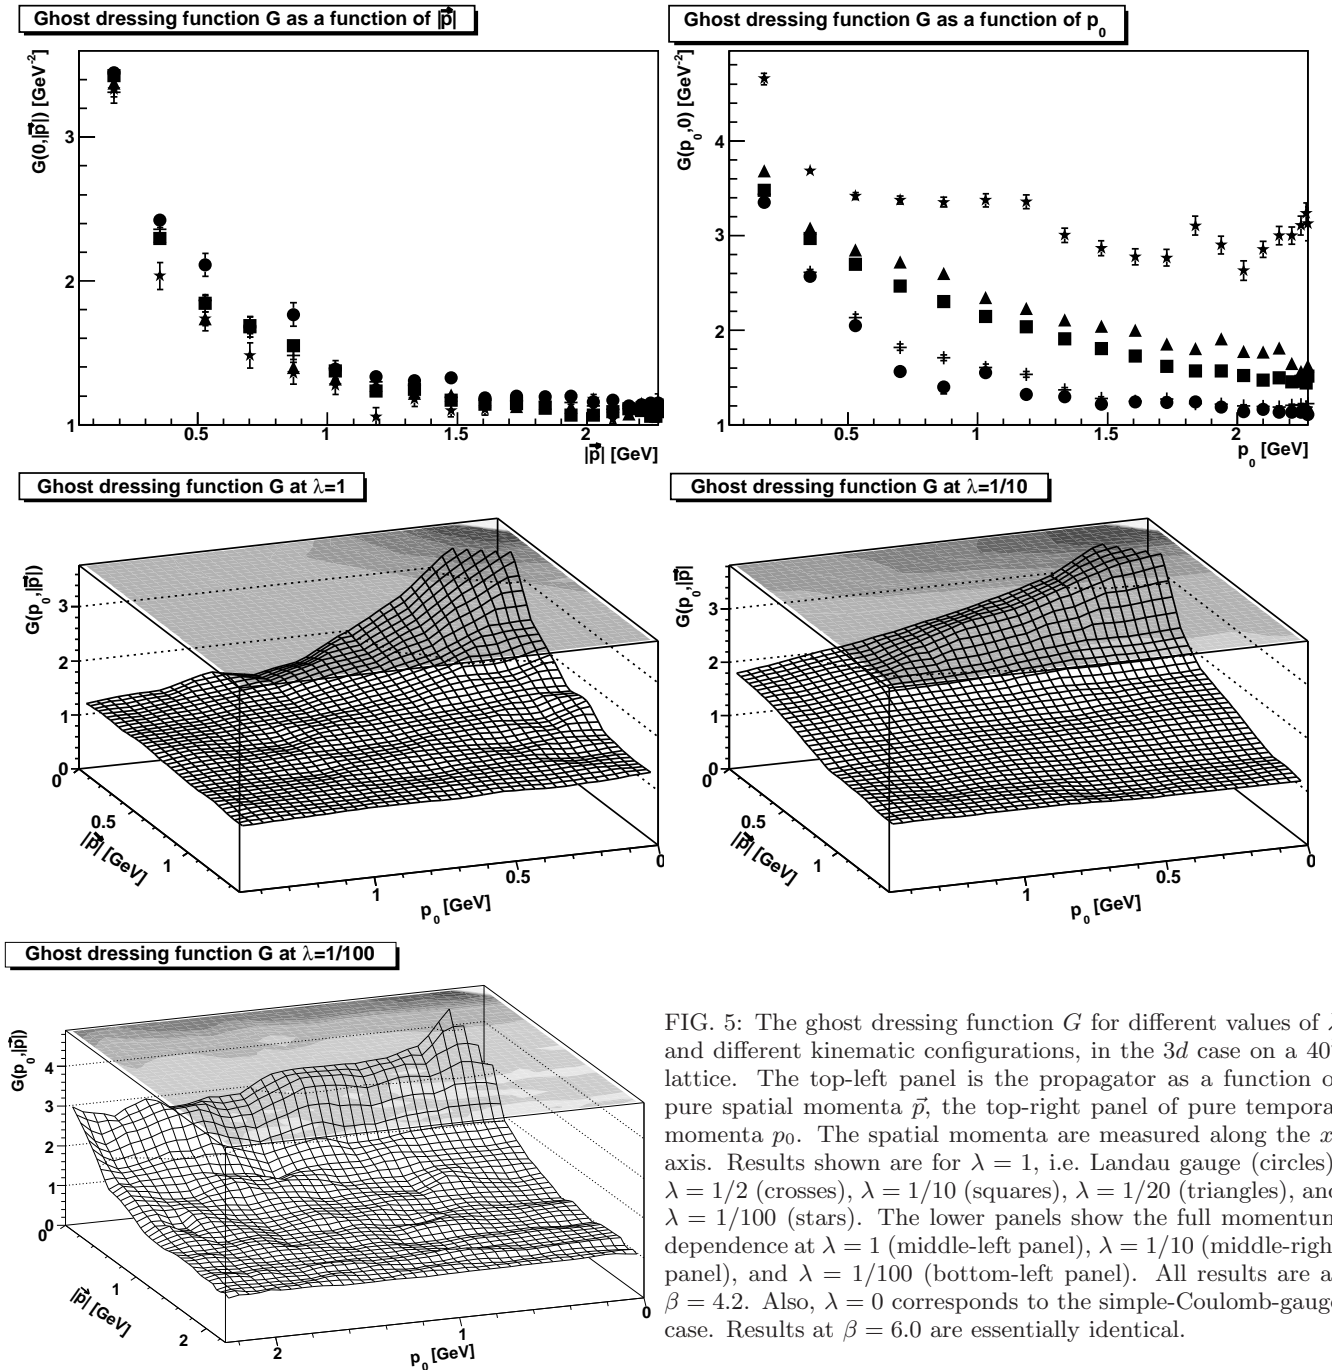 Ghost dressing function G as a function of |p⃗|
G(0,|p⃗|) [GeV⁻²]
3
2
1
0.5
1
1.5
2
|p⃗| [GeV]
Ghost dressing function G as a function of p₀
G(p₀,0) [GeV⁻²]
4
3
2
1
0.5
1
1.5
2
p₀ [GeV]
Ghost dressing function G at λ=1
G(p₀,|p⃗|)
3
2
1
0
0
0.5
1
|p⃗| [GeV]
1
0.5
0
p₀ [GeV]
Ghost dressing function G at λ=1/10
G(p₀,|p⃗|
3
2
1
0
0
0.5
1
|p⃗| [GeV]
1
0.5
0
p₀ [GeV]
Ghost dressing function G at λ=1/100
G(p₀,|p⃗|)
4
3
2
1
0
0
1
2
|p⃗| [GeV]
2
1
0
p₀ [GeV]
FIG. 5: The ghost dressing function G for different values of
and different kinematic configurations, in the 3d case on a 40
lattice. The top-left panel is the propagator as a function o
pure spatial momenta p⃗, the top-right panel of pure tempora
momenta p₀. The spatial momenta are measured along the x
axis. Results shown are for λ = 1, i.e. Landau gauge (circles)
λ = 1/2 (crosses), λ = 1/10 (squares), λ = 1/20 (triangles), and
λ = 1/100 (stars). The lower panels show the full momentum
dependence at λ = 1 (middle-left panel), λ = 1/10 (middle-righ
panel), and λ = 1/100 (bottom-left panel). All results are a
β = 4.2. Also, λ = 0 corresponds to the simple-Coulomb-gauge
case. Results at β = 6.0 are essentially identical.